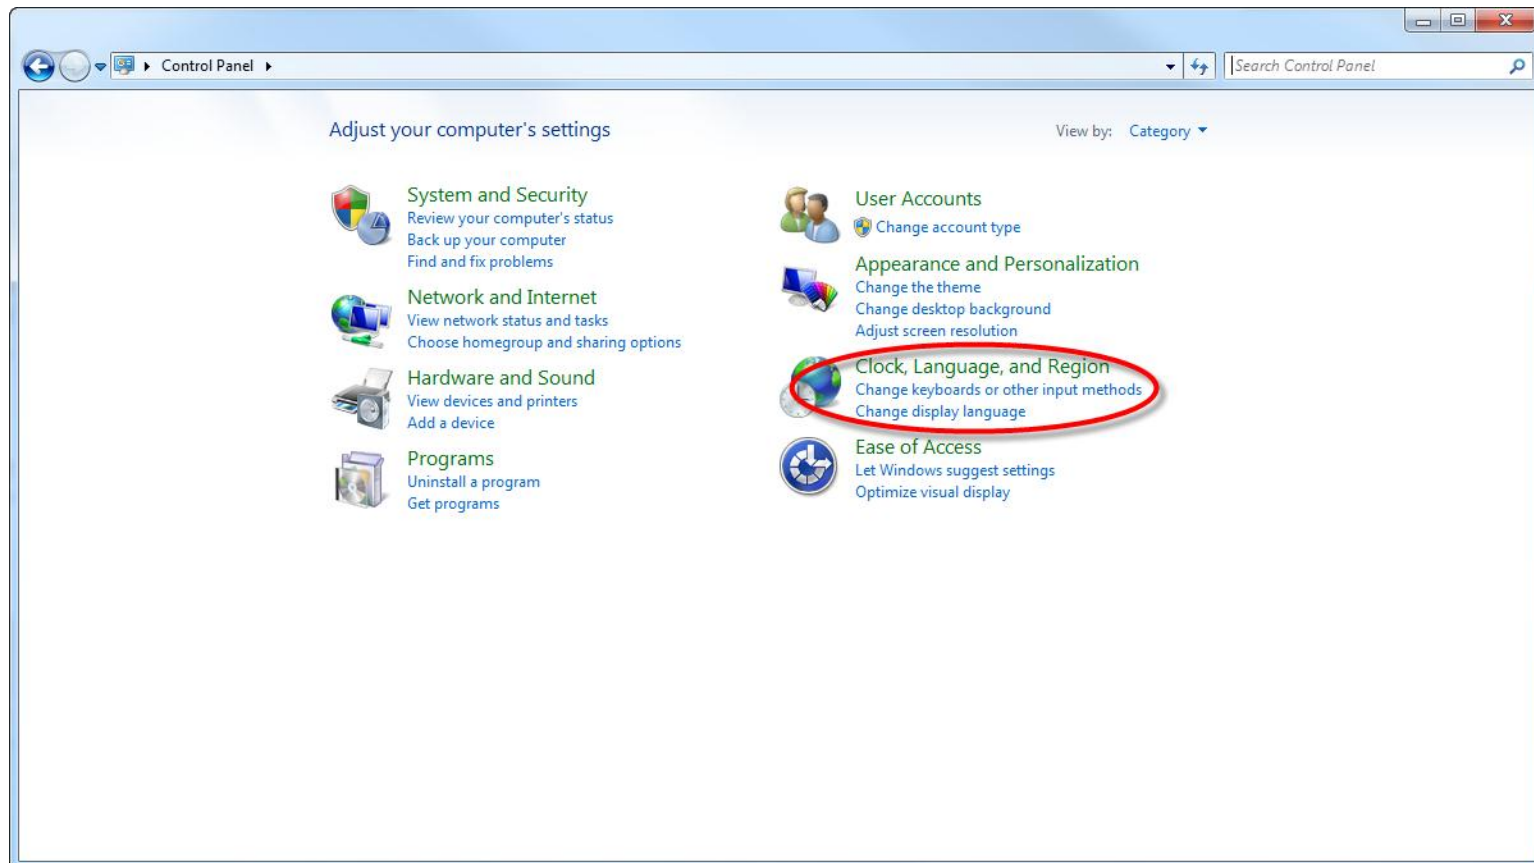 Control Panel
Search Control Panel
Adjust your computer's settings
View by: Category
System and Security
Review your computer's status
Back up your computer
Find and fix problems
Network and Internet
View network status and tasks
Choose homegroup and sharing options
Hardware and Sound
View devices and printers
Add a device
Programs
Uninstall a program
Get programs
User Accounts
Change account type
Appearance and Personalization
Change the theme
Change desktop background
Adjust screen resolution
Clock, Language, and Region
Change keyboards or other input methods
Change display language
Ease of Access
Let Windows suggest settings
Optimize visual display